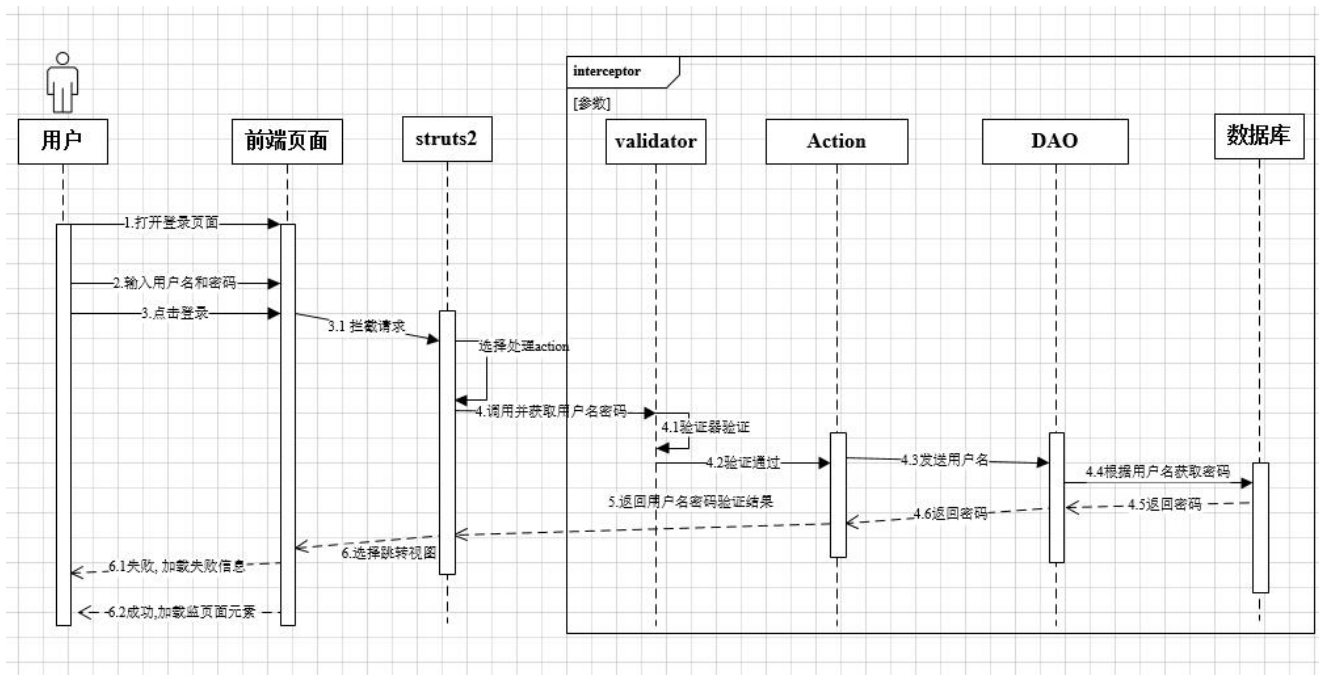 interceptor
[参数]
用户
前端页面
struts2
validator
Action
DAO
数据库
1.打开登录页面
2.输入用户名和密码
3.点击登录
3.1 拦截请求
选择处理action
4.调用并获取用户名密码
4.1验证器验证
4.2验证通过
4.3发送用户名
4.4根据用户名获取密码
4.5返回密码
4.6返回密码
5.返回用户名密码验证结果
6.选择跳转视图
6.1失败, 加载失败信息
6.2成功,加载监页面元素